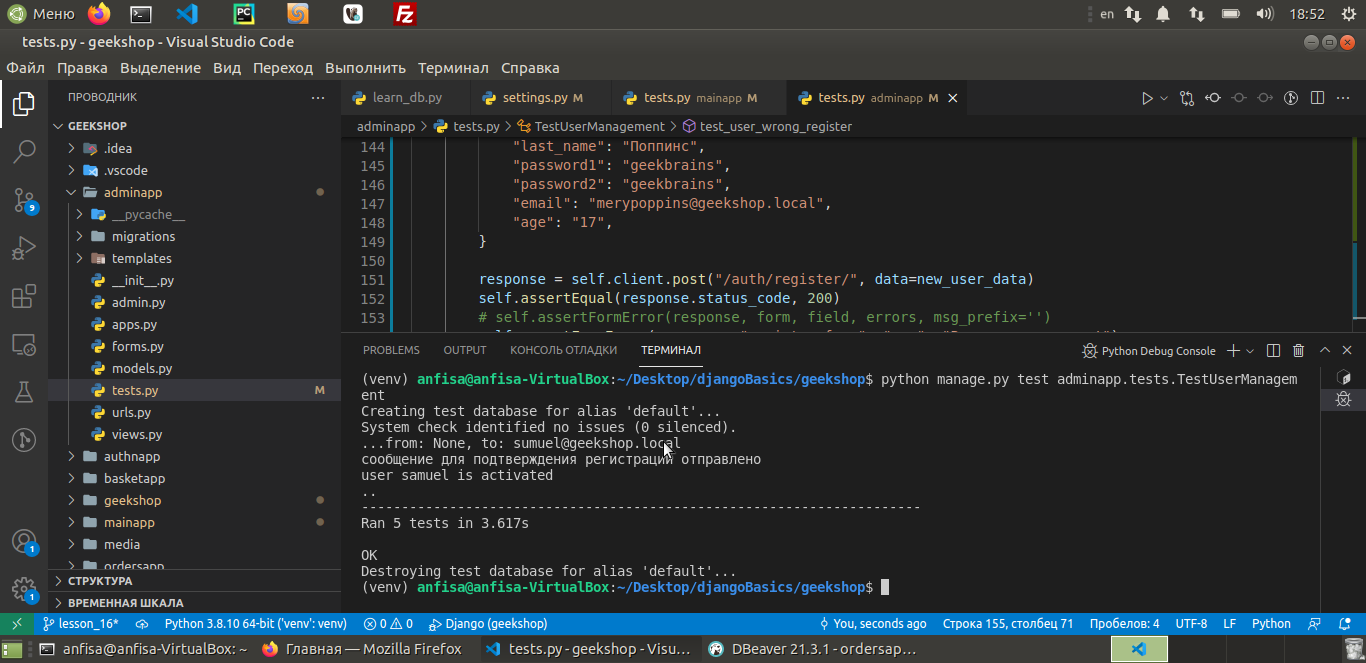 Меню
en
18:52
tests.py - geekshop - Visual Studio Code
Файл Правка Выделение Вид Переход Выполнить Терминал Справка
ПРОВОДНИК
learn_db.py
settings.py M
tests.py mainapp M
tests.py adminapp M
adminapp > tests.py > TestUserManagement > test_user_wrong_register
GEEKSHOP
.idea
.vscode
adminapp
__pycache__
migrations
templates
__init__.py
admin.py
apps.py
forms.py
models.py
tests.py M
urls.py
views.py
authnapp
basketapp
geekshop
mainapp
media
ordersapp
СТРУКТУРА
ВРЕМЕННАЯ ШКАЛА
9
1
1
144 "last_name": "Поппинс",
145 "password1": "geekbrains",
146 "password2": "geekbrains",
147 "email": "merypoppins@geekshop.local",
148 "age": "17",
149 }
150
151 response = self.client.post("/auth/register/", data=new_user_data)
152 self.assertEqual(response.status_code, 200)
153 # self.assertFormError(response, form, field, errors, msg_prefix='')
PROBLEMS OUTPUT КОНСОЛЬ ОТЛАДКИ ТЕРМИНАЛ
Python Debug Console
(venv) anfisa@anfisa-VirtualBox:~/Desktop/djangoBasics/geekshop$ python manage.py test adminapp.tests.TestUserManagem
ent
Creating test database for alias 'default'...
System check identified no issues (0 silenced).
...from: None, to: sumuel@geekshop.local
сообщение для подтверждения регистрации отправлено
user samuel is activated
..
----------------------------------------------------------------------
Ran 5 tests in 3.617s
OK
Destroying test database for alias 'default'...
(venv) anfisa@anfisa-VirtualBox:~/Desktop/djangoBasics/geekshop$
lesson_16* Python 3.8.10 64-bit ('venv': venv) 0 0 Django (geekshop) You, seconds ago Строка 155, столбец 71 Пробелов: 4 UTF-8 LF Python
anfisa@anfisa-VirtualBox: ~ Главная — Mozilla Firefox tests.py - geekshop - Visu... DBeaver 21.3.1 - ordersap...